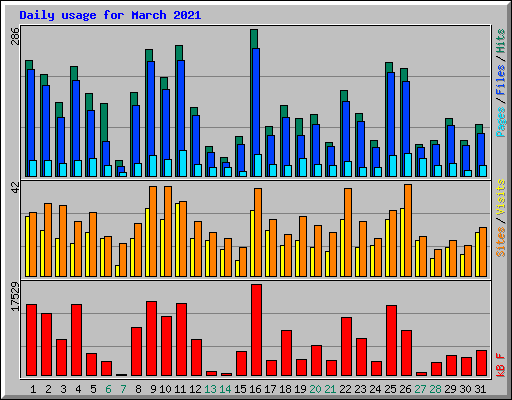 Daily usage for March 2021
286
Pages / Files / Hits
42
Sites / Visits
17529
kB F
1 2 3 4 5 6 7 8 9 10 11 12 13 14 15 16 17 18 19 20 21 22 23 24 25 26 27 28 29 30 31